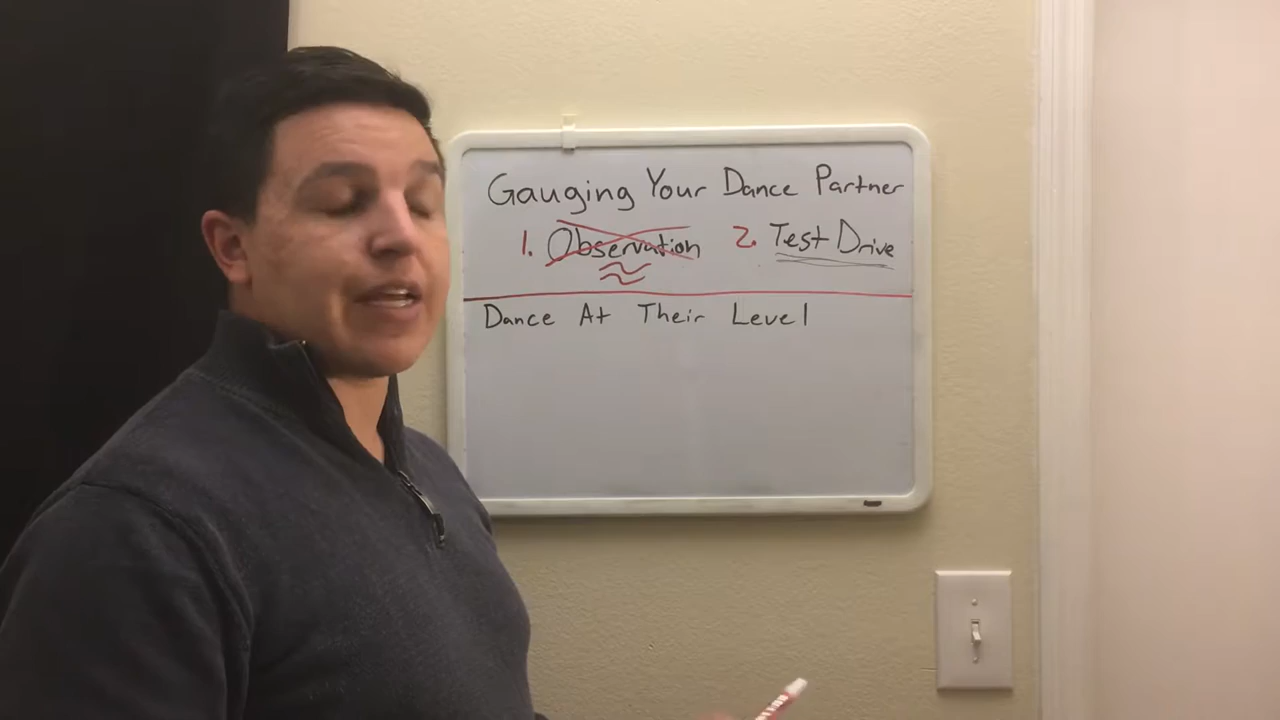 Gauging Your Dance Partner
1. Observation 2. Test Drive
Dance At Their Level